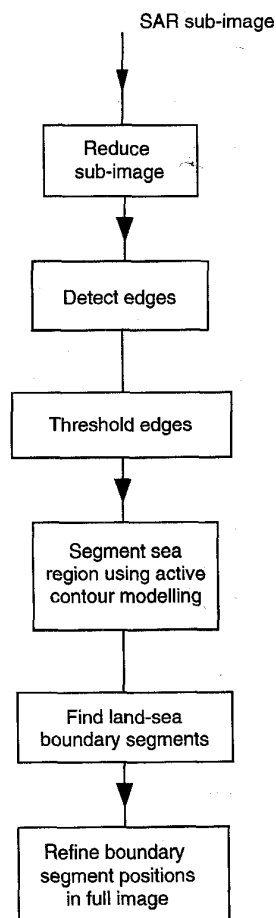 SAR sub-image
Reduce
sub-image
Detect edges
Threshold edges
Segment sea
region using active
contour modelling
Find land-sea
boundary segments
Refine boundary
segment positions
in full image